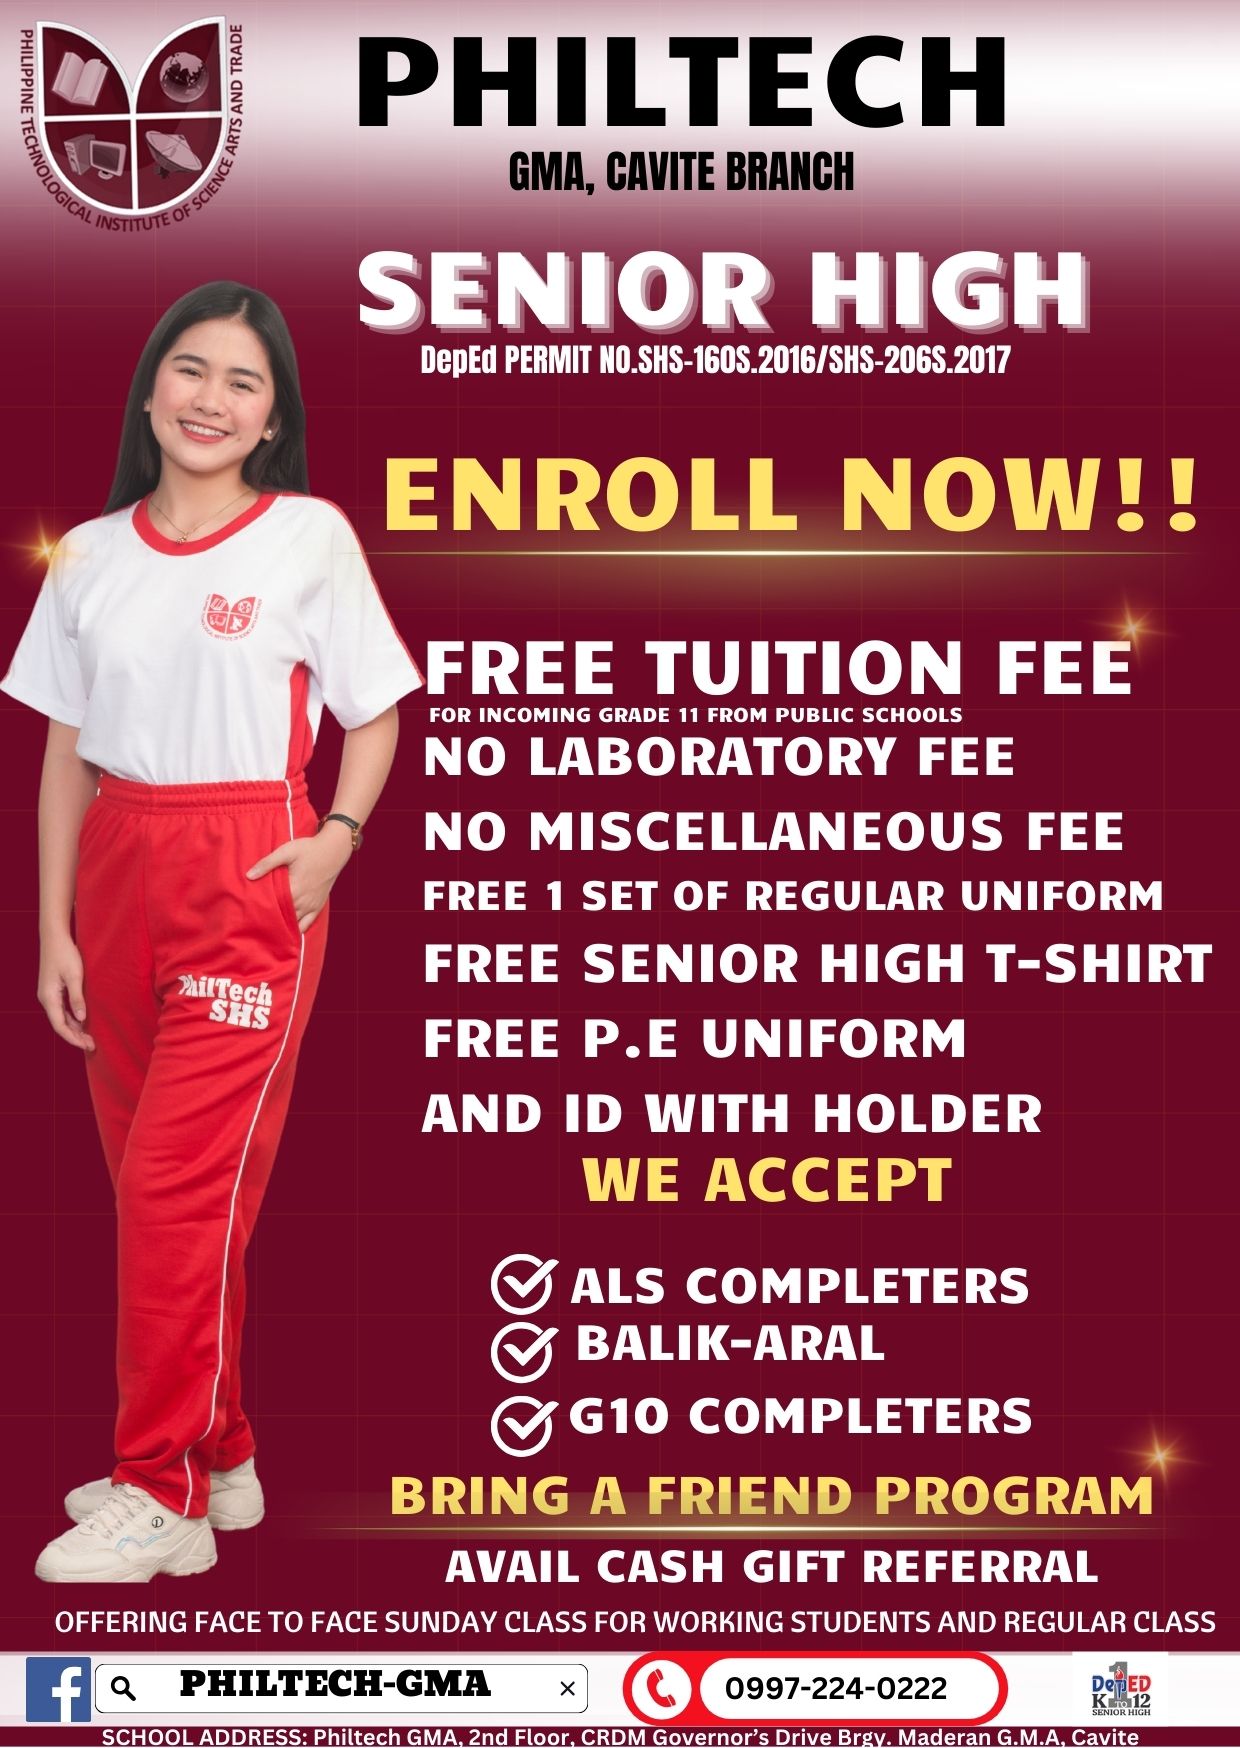 PHILIPPINE TECHNOLOGICAL INSTITUTE OF SCIENCE ARTS AND TRADE
PHILTECH
GMA, CAVITE BRANCH
SENIOR HIGH
DepEd PERMIT NO.SHS-160S.2016/SHS-206S.2017
ENROLL NOW!!
FREE TUITION FEE
FOR INCOMING GRADE 11 FROM PUBLIC SCHOOLS
NO LABORATORY FEE
NO MISCELLANEOUS FEE
FREE 1 SET OF REGULAR UNIFORM
FREE SENIOR HIGH T-SHIRT
FREE P.E UNIFORM
AND ID WITH HOLDER
PhilTech
SHS
WE ACCEPT
ALS COMPLETERS
BALIK-ARAL
G10 COMPLETERS
BRING A FRIEND PROGRAM
AVAIL CASH GIFT REFERRAL
OFFERING FACE TO FACE SUNDAY CLASS FOR WORKING STUDENTS AND REGULAR CLASS
f
PHILTECH-GMA
0997-224-0222
DepED
K TO 12
SENIOR HIGH
SCHOOL ADDRESS: Philtech GMA, 2nd Floor, CRDM Governor's Drive Brgy. Maderan G.M.A, Cavite